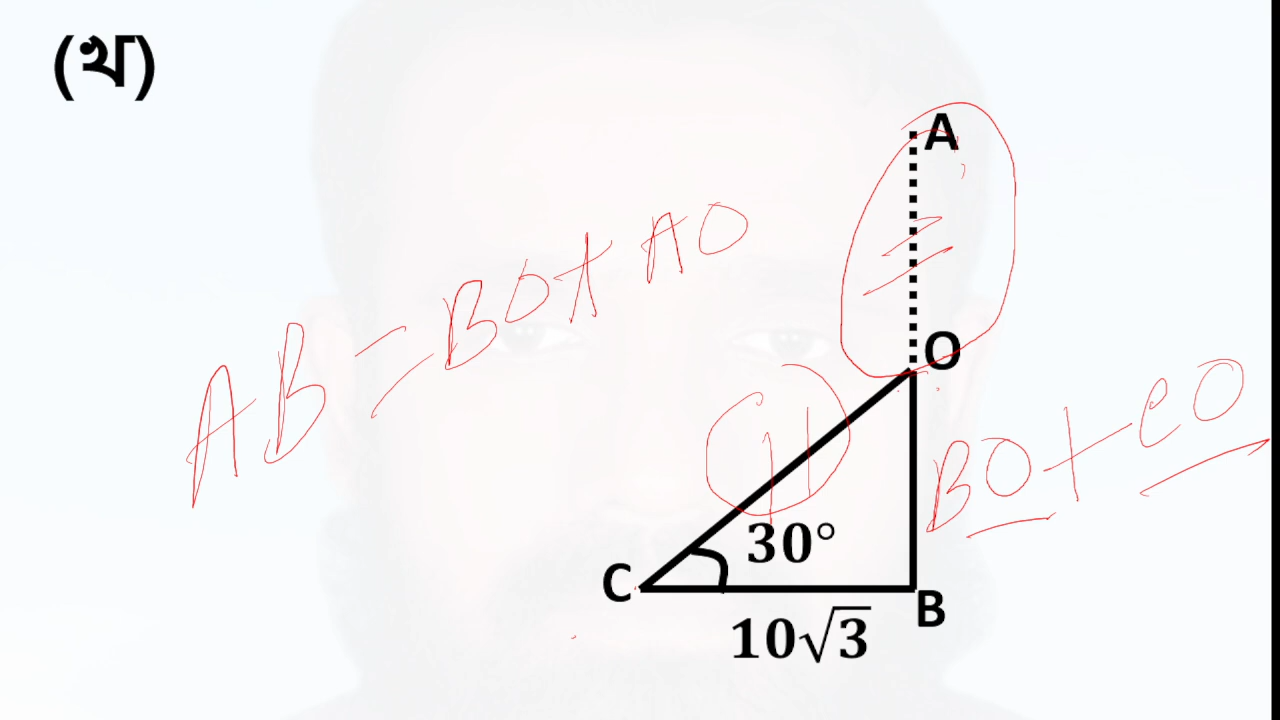 (খ)
A
AB = BO + AO
O
BO + CO
30°
C
B
10√3